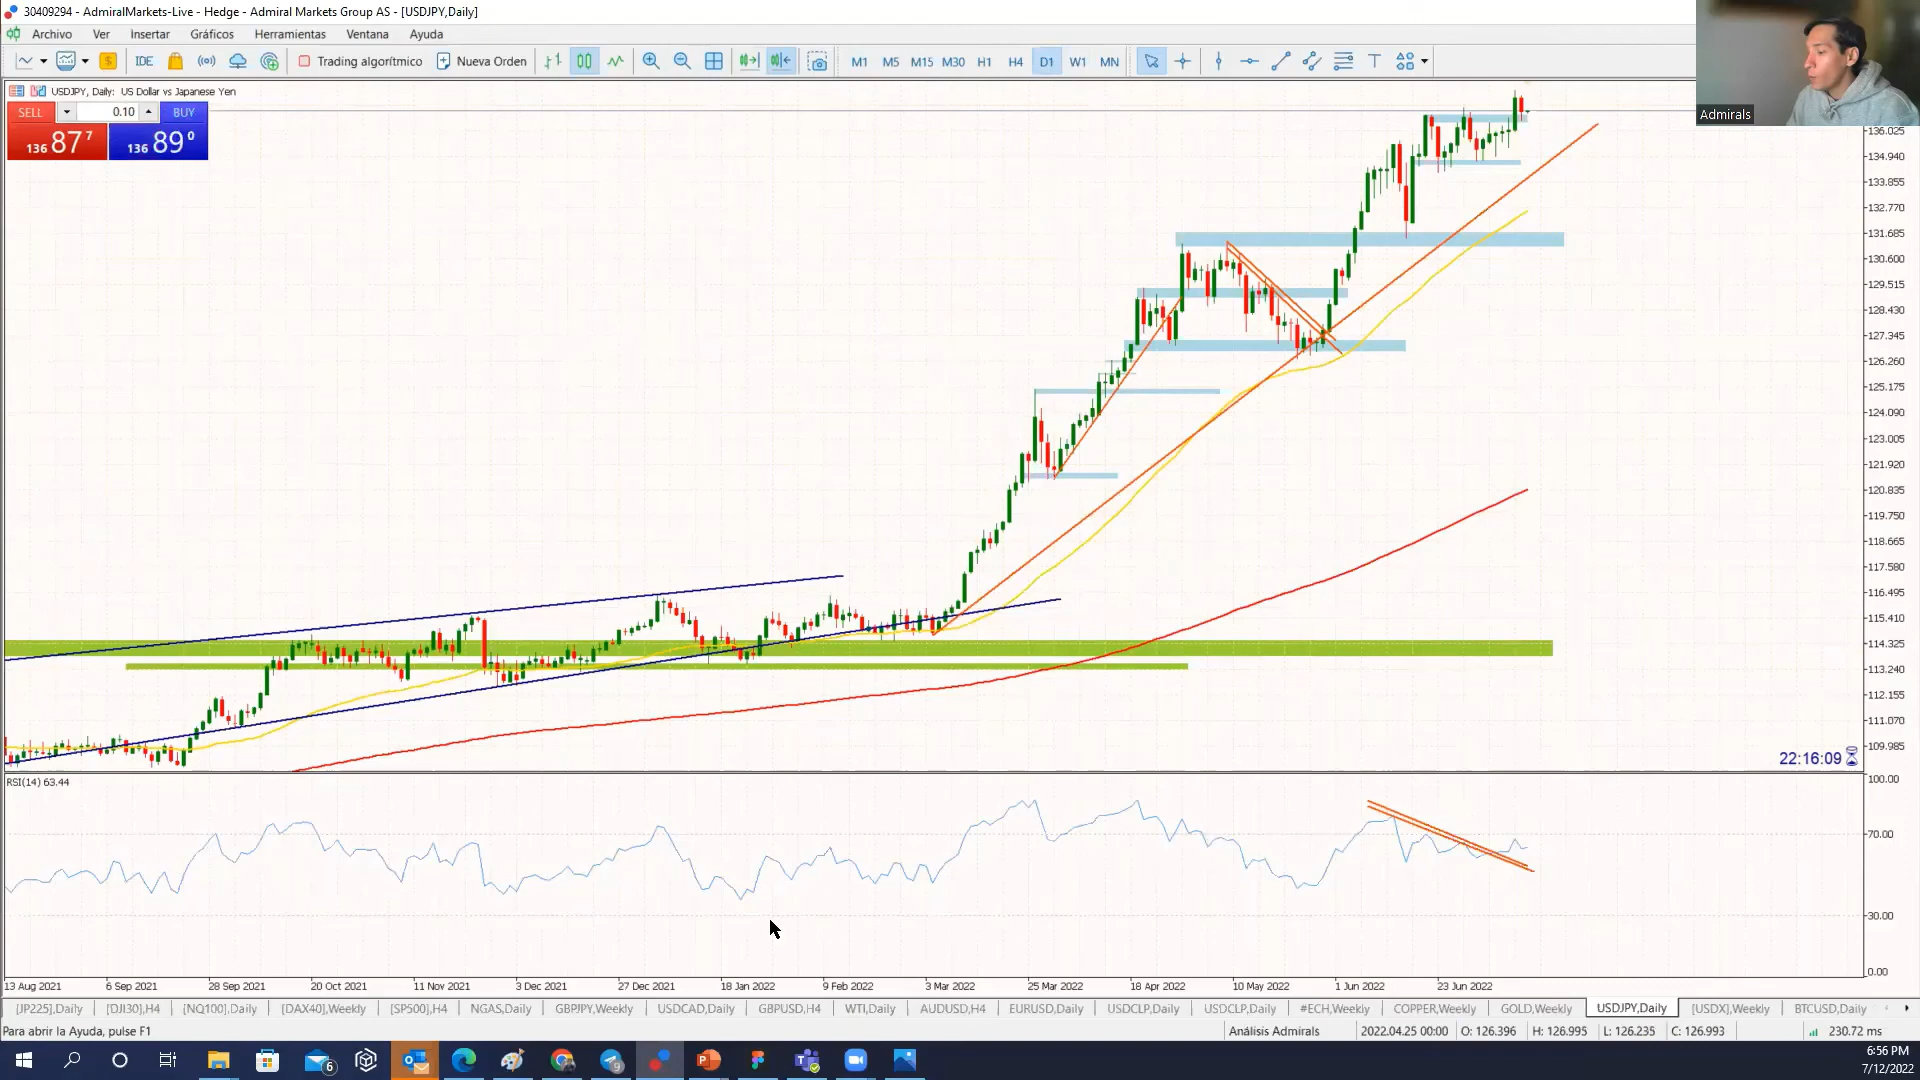 30409294 - AdmiralMarkets-Live - Hedge - Admiral Markets Group AS - [USDJPY,Daily]
Archivo Ver Insertar Gráficos Herramientas Ventana Ayuda
IDE Trading algorítmico Nueva Orden M1 M5 M15 M30 H1 H4 D1 W1 MN T
USDJPY, Daily: US Dollar vs Japanese Yen
SELL 0.10 BUY
136 87 7 136 89 0
Admirals
136.025
134.940
133.855
132.770
131.685
130.600
129.515
128.430
127.345
126.260
125.175
124.090
123.005
121.920
120.835
119.750
118.665
117.580
116.495
115.410
114.325
113.240
112.155
111.070
109.985
22:16:09
RSI(14) 63.44
100.00
70.00
30.00
0.00
13 Aug 2021 6 Sep 2021 28 Sep 2021 20 Oct 2021 11 Nov 2021 3 Dec 2021 27 Dec 2021 18 Jan 2022 9 Feb 2022 3 Mar 2022 25 Mar 2022 18 Apr 2022 10 May 2022 1 Jun 2022 23 Jun 2022
[JP225],Daily [DJI30],H4 [NQ100],Daily [DAX40],Weekly [SP500],H4 NGAS,Daily GBPJPY,Weekly USDCAD,Daily GBPUSD,H4 WTI,Daily AUDUSD,H4 EURUSD,Daily USDCLP,Daily USDCLP,Daily #ECH,Weekly COPPER,Weekly GOLD,Weekly USDJPY,Daily [USDX],Weekly BTCUSD,Daily
Para abrir la Ayuda, pulse F1 Análisis Admirals 2022.04.25 00:00 O: 126.396 H: 126.995 L: 126.235 C: 126.993 230.72 ms
6 9
6:56 PM
7/12/2022